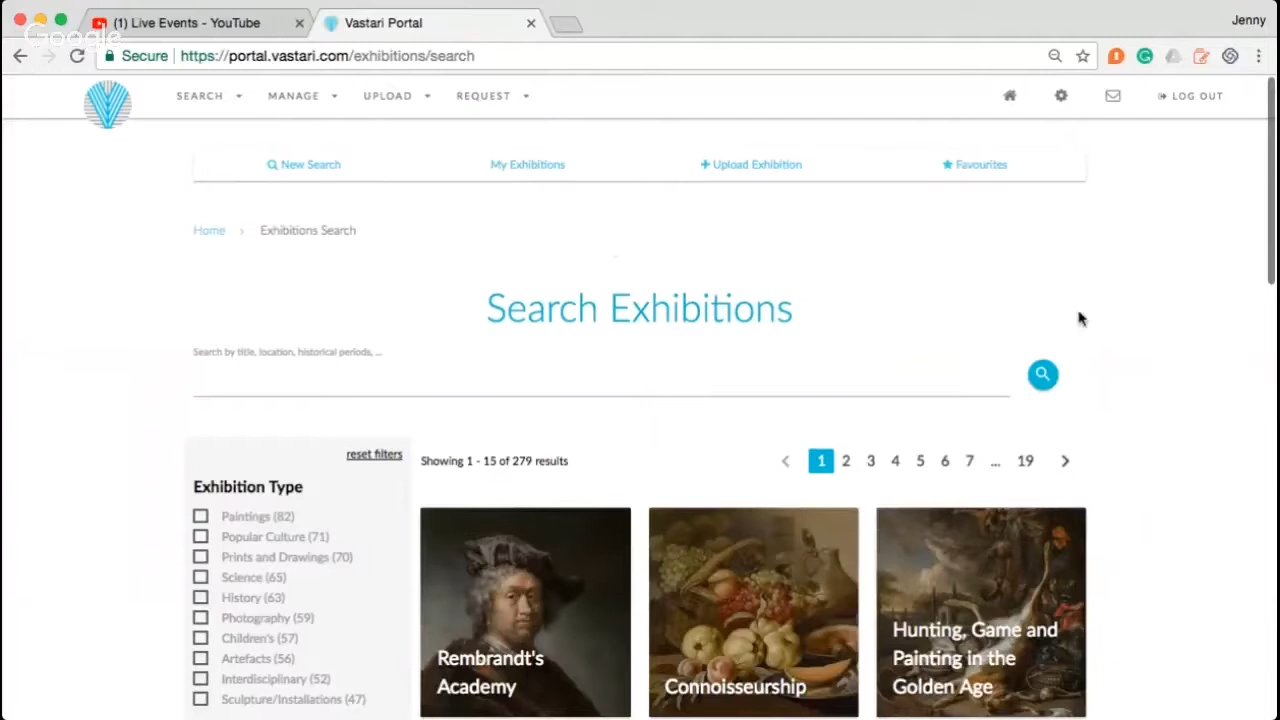 (1) Live Events - YouTube
Vastari Portal
Jenny
Google
Secure
https://portal.vastari.com/exhibitions/search
SEARCH
MANAGE
UPLOAD
REQUEST
LOG OUT
New Search
My Exhibitions
Upload Exhibition
Favourites
Home
Exhibitions Search
Search Exhibitions
Search by title, location, historical periods, ...
reset filters
Showing 1 - 15 of 279 results
1 2 3 4 5 6 7 ... 19
Exhibition Type
Paintings (82)
Popular Culture (71)
Prints and Drawings (70)
Science (65)
History (63)
Photography (59)
Children's (57)
Artefacts (56)
Interdisciplinary (52)
Sculpture/Installations (47)
Rembrandt's
Academy
Connoisseurship
Hunting, Game and
Painting in the
Golden Age